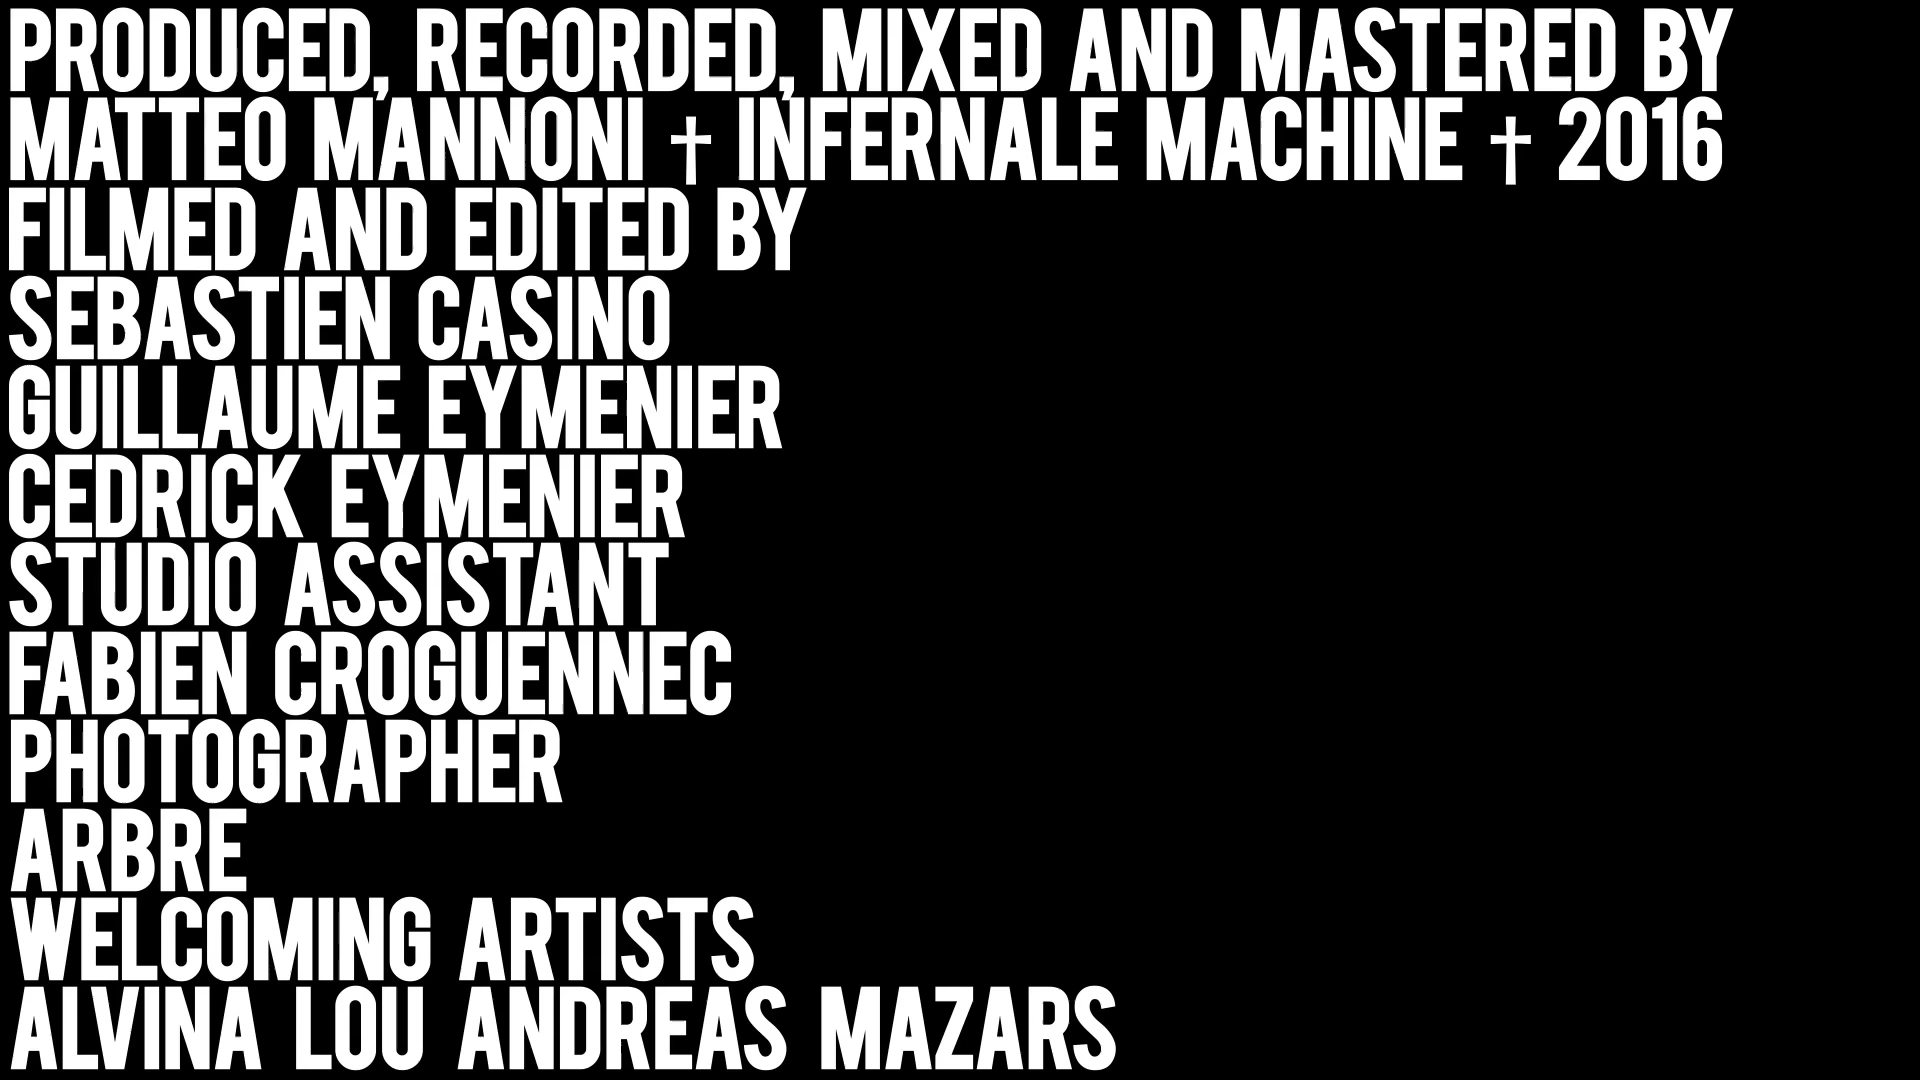 PRODUCED, RECORDED, MIXED AND MASTERED BY
MATTEO MANNONI † INFERNALE MACHINE † 2016
FILMED AND EDITED BY
SEBASTIEN CASINO
GUILLAUME EYMENIER
CEDRICK EYMENIER
STUDIO ASSISTANT
FABIEN CROGUENNEC
PHOTOGRAPHER
ARBRE
WELCOMING ARTISTS
ALVINA LOU ANDREAS MAZARS